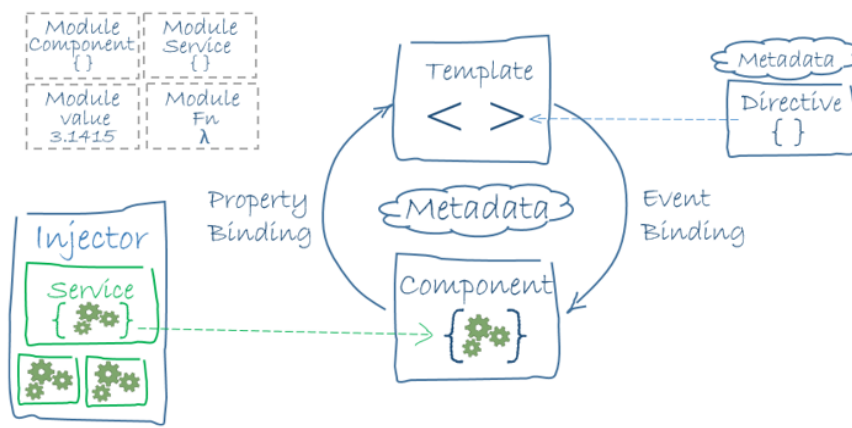 Module
Component
{ }
Module
Service
{ }
Module
value
3.1415
Module
Fn
λ
Template
< >
Metadata
Directive
{ }
Property
Binding
Metadata
Event
Binding
Injector
Service
{ }
Component
{ }